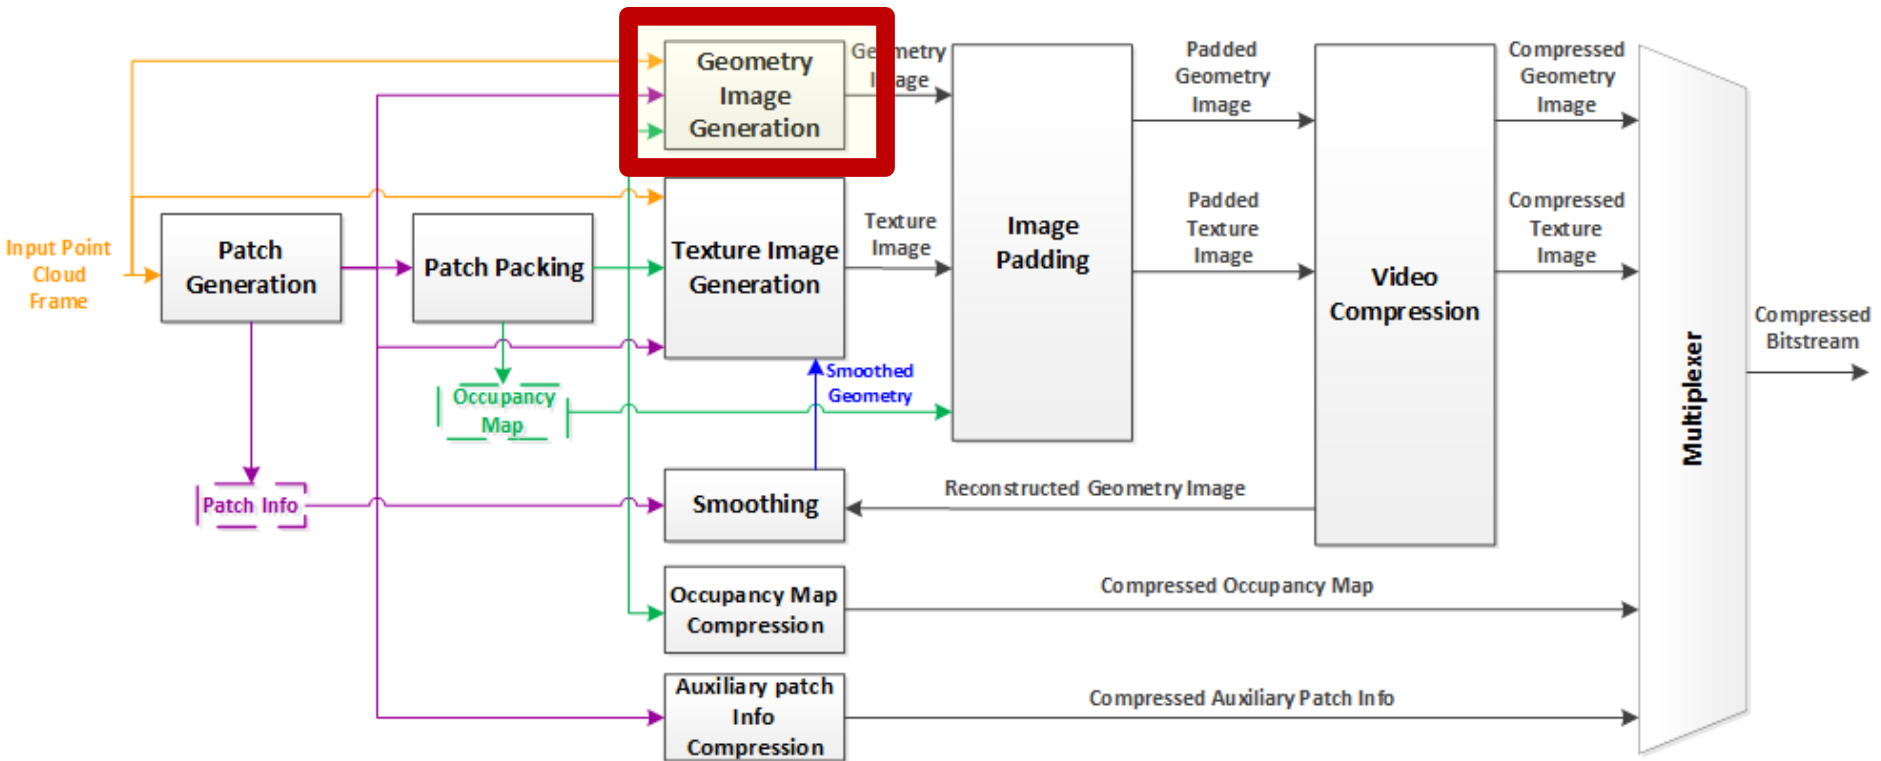 Geometry
Image
Generation
Geometry
Image
Padded
Geometry
Image
Compressed
Geometry
Image
Input Point
Cloud
Frame
Patch
Generation
Patch Packing
Texture Image
Generation
Texture
Image
Image
Padding
Padded
Texture
Image
Video
Compression
Compressed
Texture
Image
Multiplexer
Compressed
Bitstream
Occupancy
Map
Smoothed
Geometry
Patch Info
Smoothing
Reconstructed Geometry Image
Occupancy Map
Compression
Compressed Occupancy Map
Auxiliary patch
Info
Compression
Compressed Auxiliary Patch Info